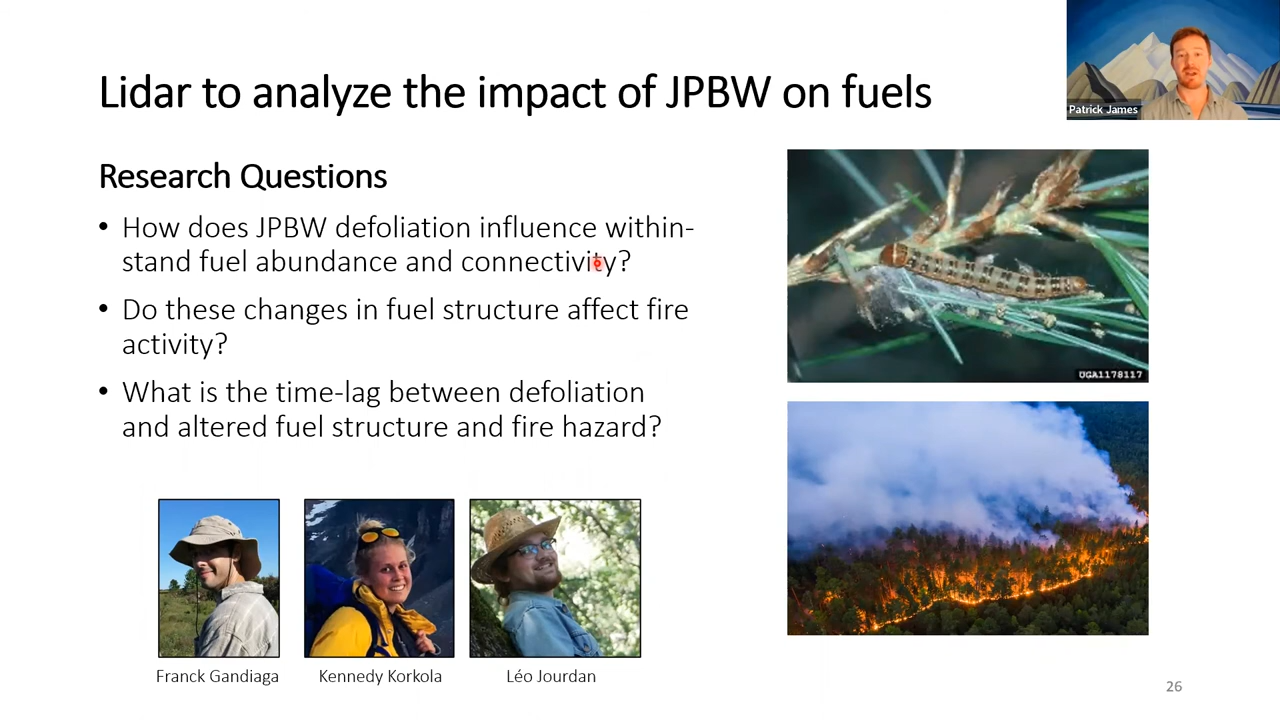 Lidar to analyze the impact of JPBW on fuels
Patrick James
Research Questions
• How does JPBW defoliation influence within-
stand fuel abundance and connectivity?
• Do these changes in fuel structure affect fire
activity?
• What is the time-lag between defoliation
and altered fuel structure and fire hazard?
UGA1178117
Franck Gandiaga
Kennedy Korkola
Léo Jourdan
26